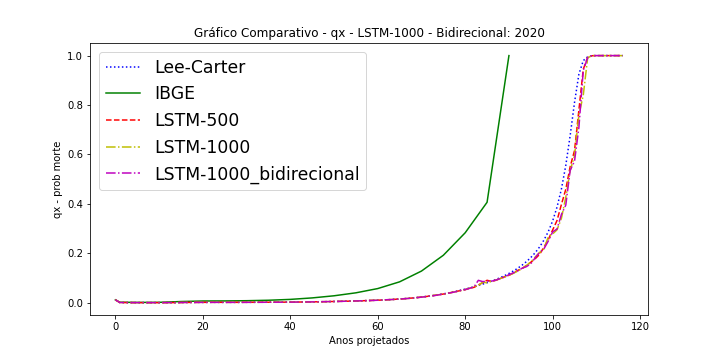 Gráfico Comparativo - qx - LSTM-1000 - Bidirecional: 2020
Lee-Carter
IBGE
LSTM-500
LSTM-1000
LSTM-1000_bidirecional
qx - prob morte
1.0
0.8
0.6
0.4
0.2
0.0
0
20
40
60
80
100
120
Anos projetados